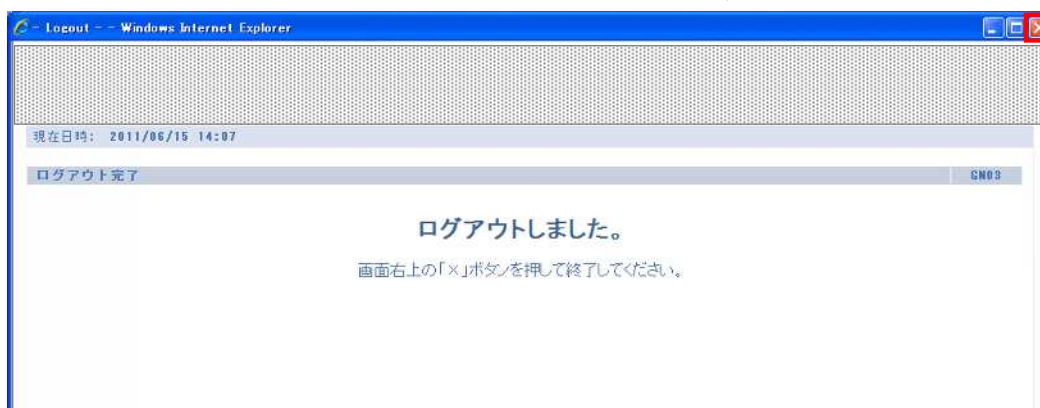 - Logout - - Windows Internet Explorer
現在日時: 2011/06/15 14:07
ログアウト完了 GN03
ログアウトしました。
画面右上の「×」ボタンを押して終了してください。